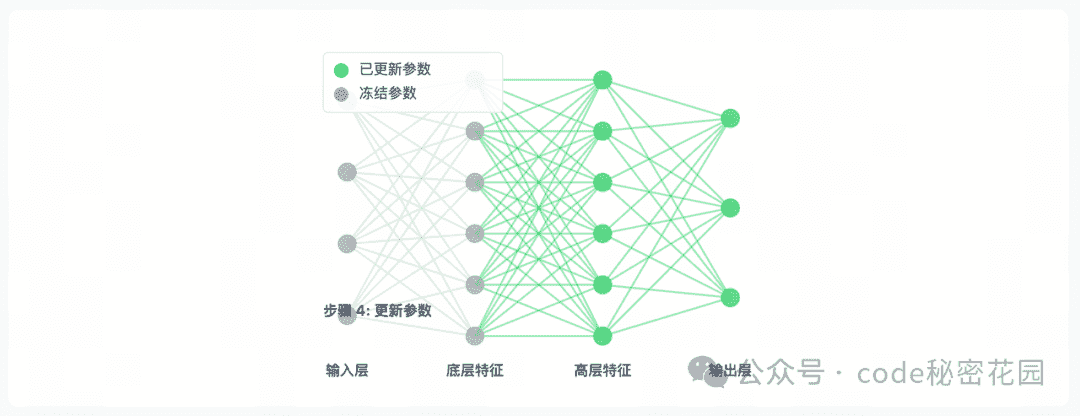 已更新参数
冻结参数
步骤 4: 更新参数
输入层
底层特征
高层特征
输出层
公众号 · code秘密花园